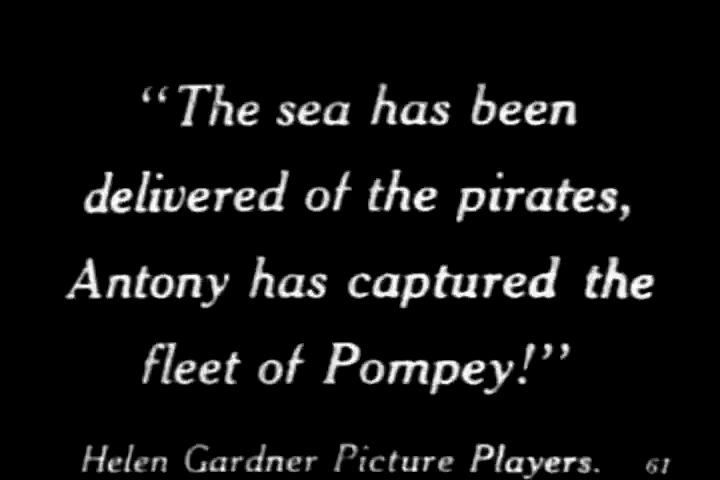 “The sea has been
delivered of the pirates,
Antony has captured the
fleet of Pompey!”
Helen Gardner Picture Players. 61